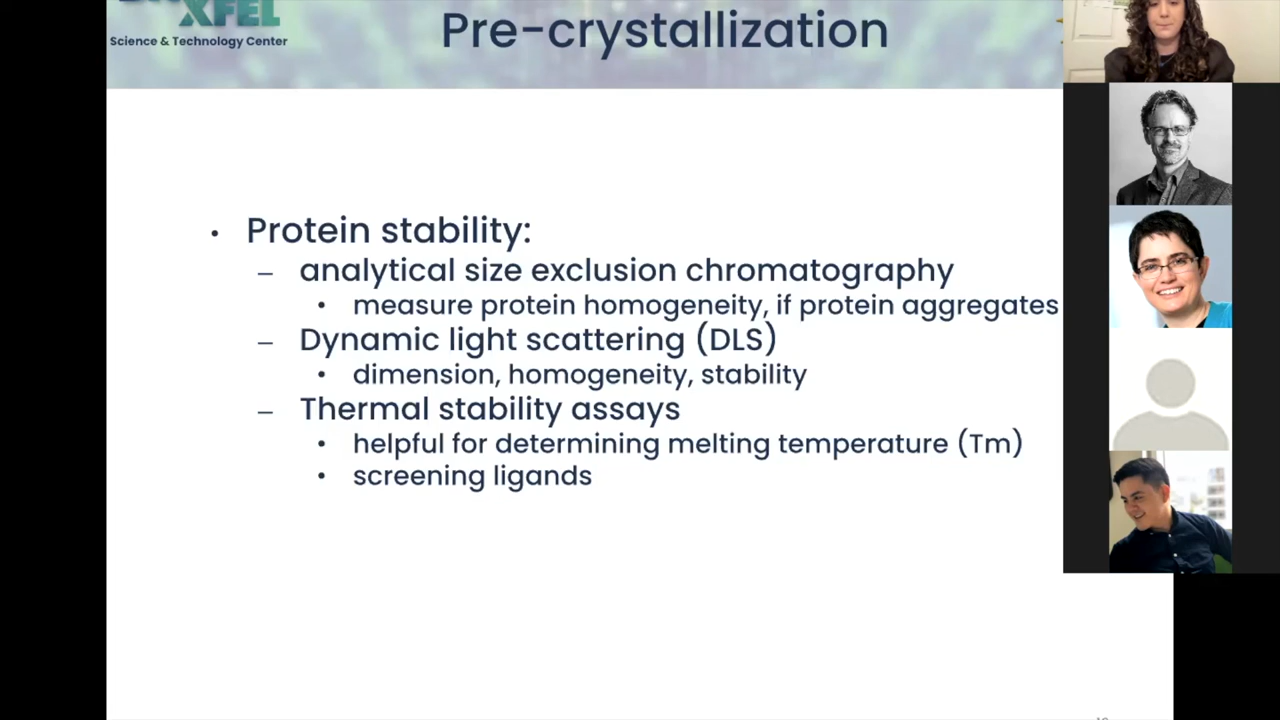 XFEL
Science & Technology Center
Pre-crystallization
• Protein stability:
– analytical size exclusion chromatography
• measure protein homogeneity, if protein aggregates
– Dynamic light scattering (DLS)
• dimension, homogeneity, stability
– Thermal stability assays
• helpful for determining melting temperature (Tm)
• screening ligands